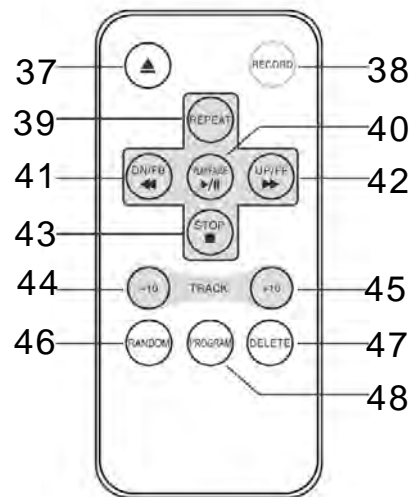 37
38
RECORD
39
REPEAT
40
41
DN/FB
PLAY/PAUSE
UP/FF
42
43
STOP
44
-10
TRACK
+10
45
46
RANDOM
PROGRAM
DELETE
47
48